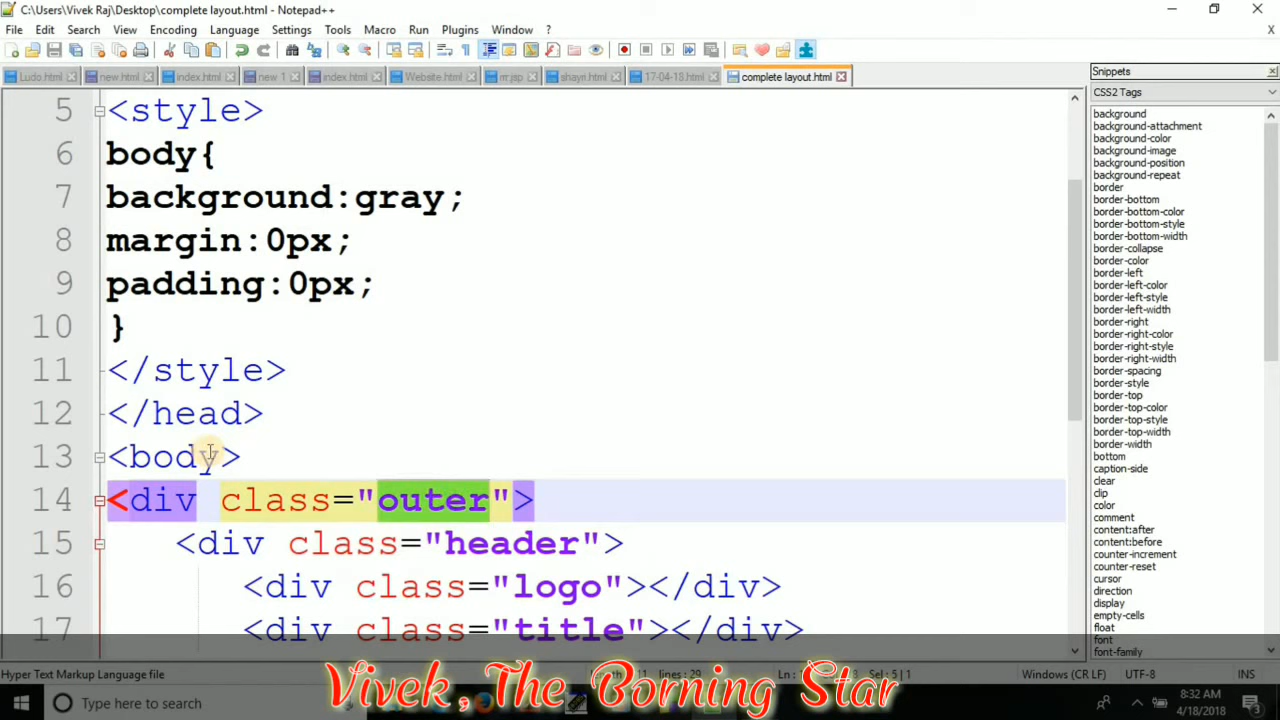 C:\Users\Vivek Raj\Desktop\complete layout.html - Notepad++
File Edit Search View Encoding Language Settings Tools Macro Run Plugins Window ? X
Ludo.html new.html index.html new 1 index.html Website.html rrr.jsp shayri.html 17-04-18.html complete layout.html
5 <style>
6 body{
7 background:gray;
8 margin:0px;
9 padding:0px;
10 }
11 </style>
12 </head>
13 <body>
14 <div class="outer">
15 <div class="header">
16 <div class="logo"></div>
17 <div class="title"></div>
Snippets
CSS2 Tags
background
background-attachment
background-color
background-image
background-position
background-repeat
border
border-bottom
border-bottom-color
border-bottom-style
border-bottom-width
border-collapse
border-color
border-left
border-left-color
border-left-style
border-left-width
border-right
border-right-color
border-right-style
border-right-width
border-spacing
border-style
border-top
border-top-color
border-top-style
border-top-width
border-width
bottom
caption-side
clear
clip
color
comment
content:after
content:before
counter-increment
counter-reset
cursor
direction
display
empty-cells
float
font
font-family
Hyper Text Markup Language file lines : 29 Ln : Sel : 5 | 1 Windows (CR LF) UTF-8 INS
Vivek,The Borning Star
Type here to search
8:32 AM
4/18/2018
3